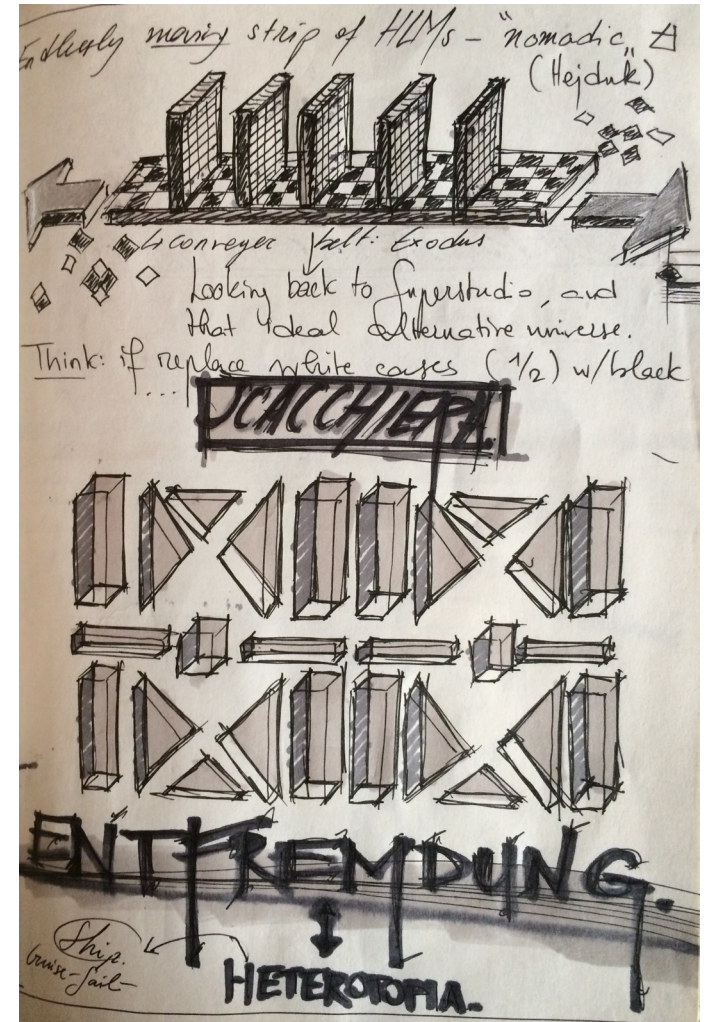 Endlessly moving strip of HLMs - "nomadic"
(Hejduk)
conveyer belt: Exodus
Looking back to Superstudio, and
that ideal alternative universe.
Think: if replace white cases (1/2) w/black
...
SCACCHIERA
ENTFREMDUNG.
Ship.
Cruise-Sail-
HETEROTOPIA-